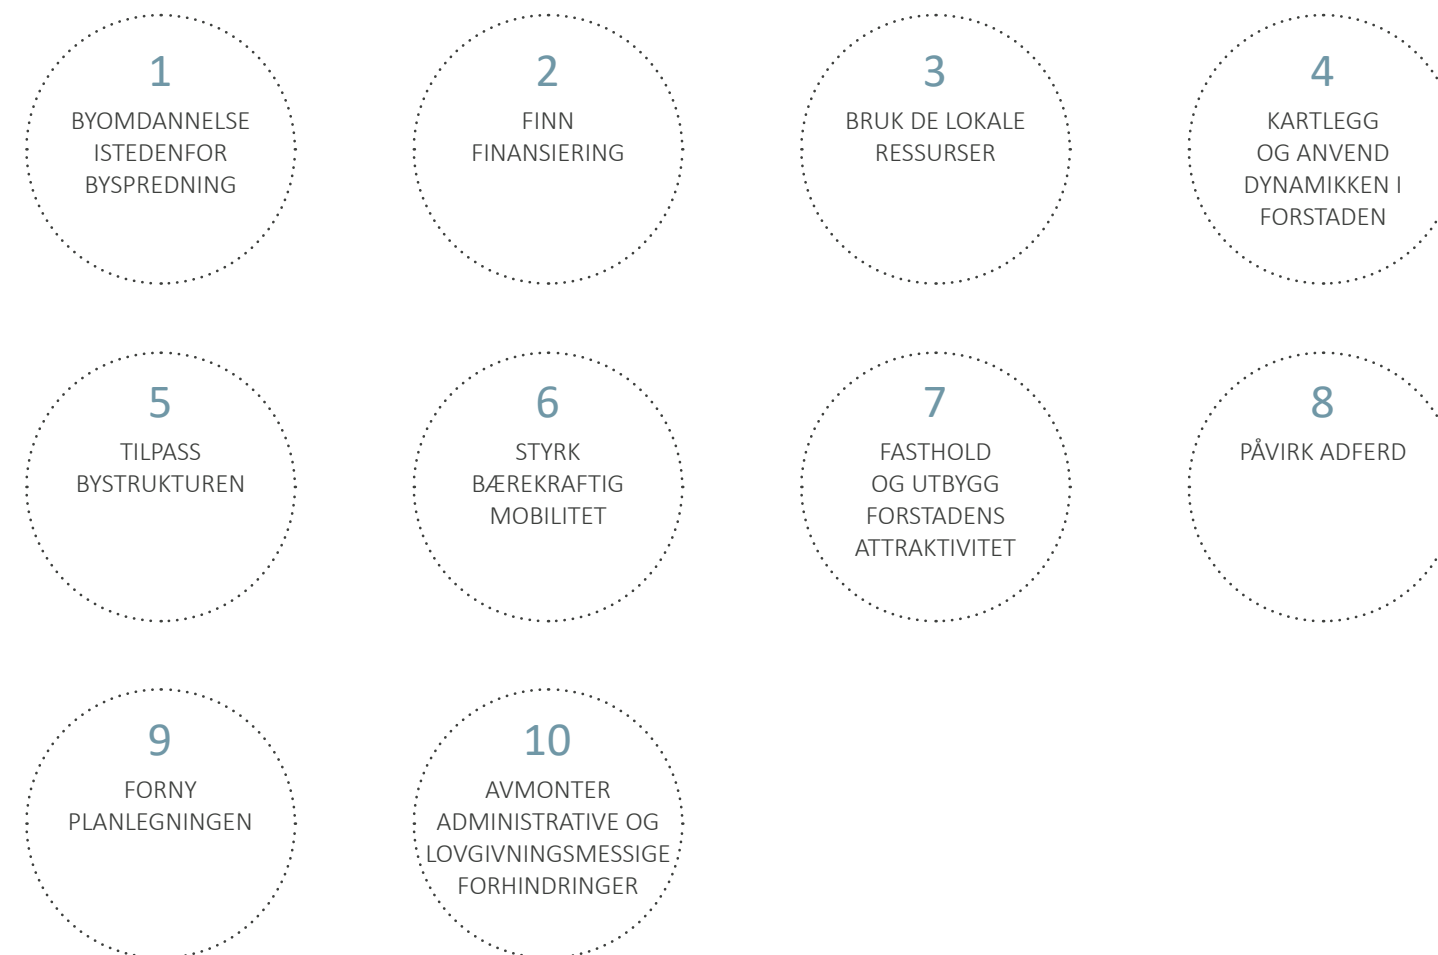 1
BYOMDANNELSE
ISTEDENFOR
BYSPREDNING
2
FINN
FINANSIERING
3
BRUK DE LOKALE
RESSURSER
4
KARTLEGG
OG ANVEND
DYNAMIKKEN I
FORSTADEN
5
TILPASS
BYSTRUKTUREN
6
STYRK
BÆREKRAFTIG
MOBILITET
7
FASTHOLD
OG UTBYGG
FORSTADENS
ATTRAKTIVITET
8
PÅVIRK ADFERD
9
FORNY
PLANLEGNINGEN
10
AVMONTER
ADMINISTRATIVE OG
LOVGIVNINGSMESSIGE
FORHINDRINGER